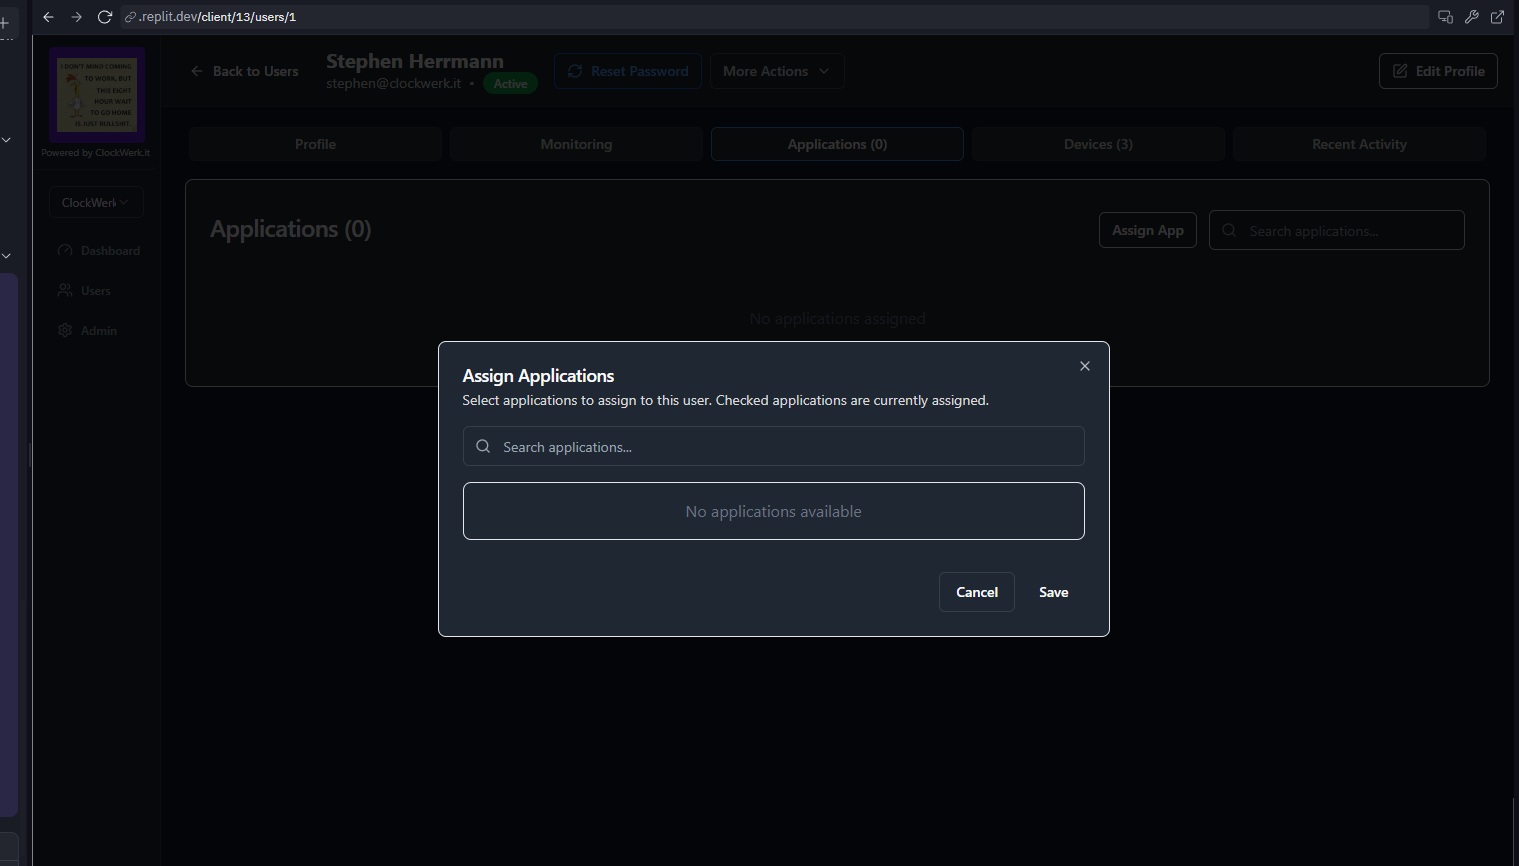 .replit.dev/client/13/users/1
I DON'T MIND COMING
TO WORK, BUT
THIS EIGHT
HOUR WAIT
TO GO HOME
IS JUST BULLSHIT.
Powered by ClockWerk.it
Back to Users
Stephen Herrmann
stephen@clockwerk.it • Active
Reset Password
More Actions
Edit Profile
Profile
Monitoring
Applications (0)
Devices (3)
Recent Activity
ClockWerk
Dashboard
Users
Admin
Applications (0)
Assign App
Search applications...
No applications assigned
Assign Applications
Select applications to assign to this user. Checked applications are currently assigned.
Search applications...
No applications available
Cancel
Save